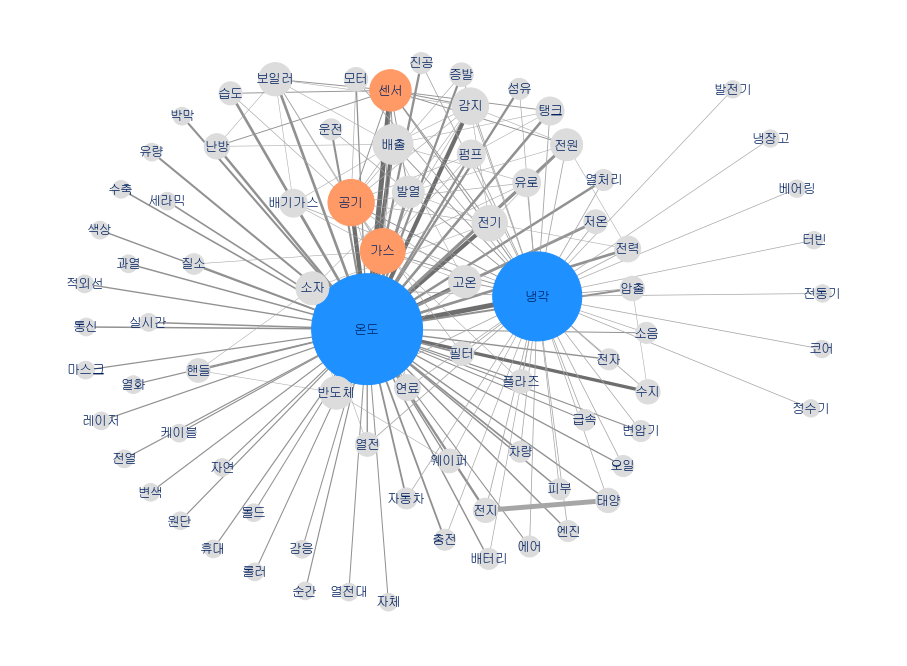 진공
증발
보일러
모터
센서
섬유
발전기
습도
감지
탱크
박막
운전
난방
배출
전원
냉장고
유량
펌프
수축
세라믹
배기가스
공기
발열
유로
열처리
베어링
색상
전기
저온
가스
전력
터빈
과열
질소
적외선
소자
고온
냉각
압출
전동기
통신
실시간
온도
소음
코어
마스크
핸들
필터
전자
열화
반도체
연료
플라즈
수지
정수기
레이저
케이블
급속
변압기
열전
전열
자연
웨이퍼
차량
오일
변색
자동차
피부
태양
원단
몰드
전지
엔진
휴대
감응
충전
에어
롤러
배터리
순간
열전대
자체